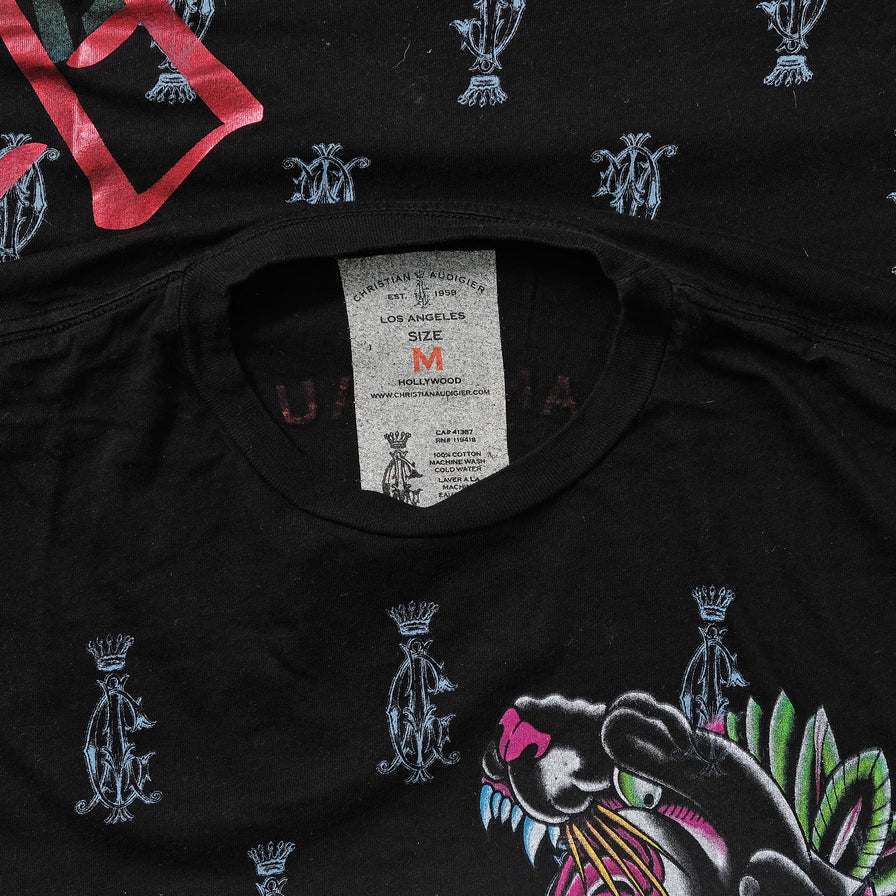 CHRISTIAN AUDIGIER
EST. 1958
LOS ANGELES
SIZE
M
HOLLYWOOD
WWW.CHRISTIANAUDIGIER.COM
CA# 41387
RN# 119418
100% COTTON
MACHINE WASH
COLD WATER
LAVER A LA